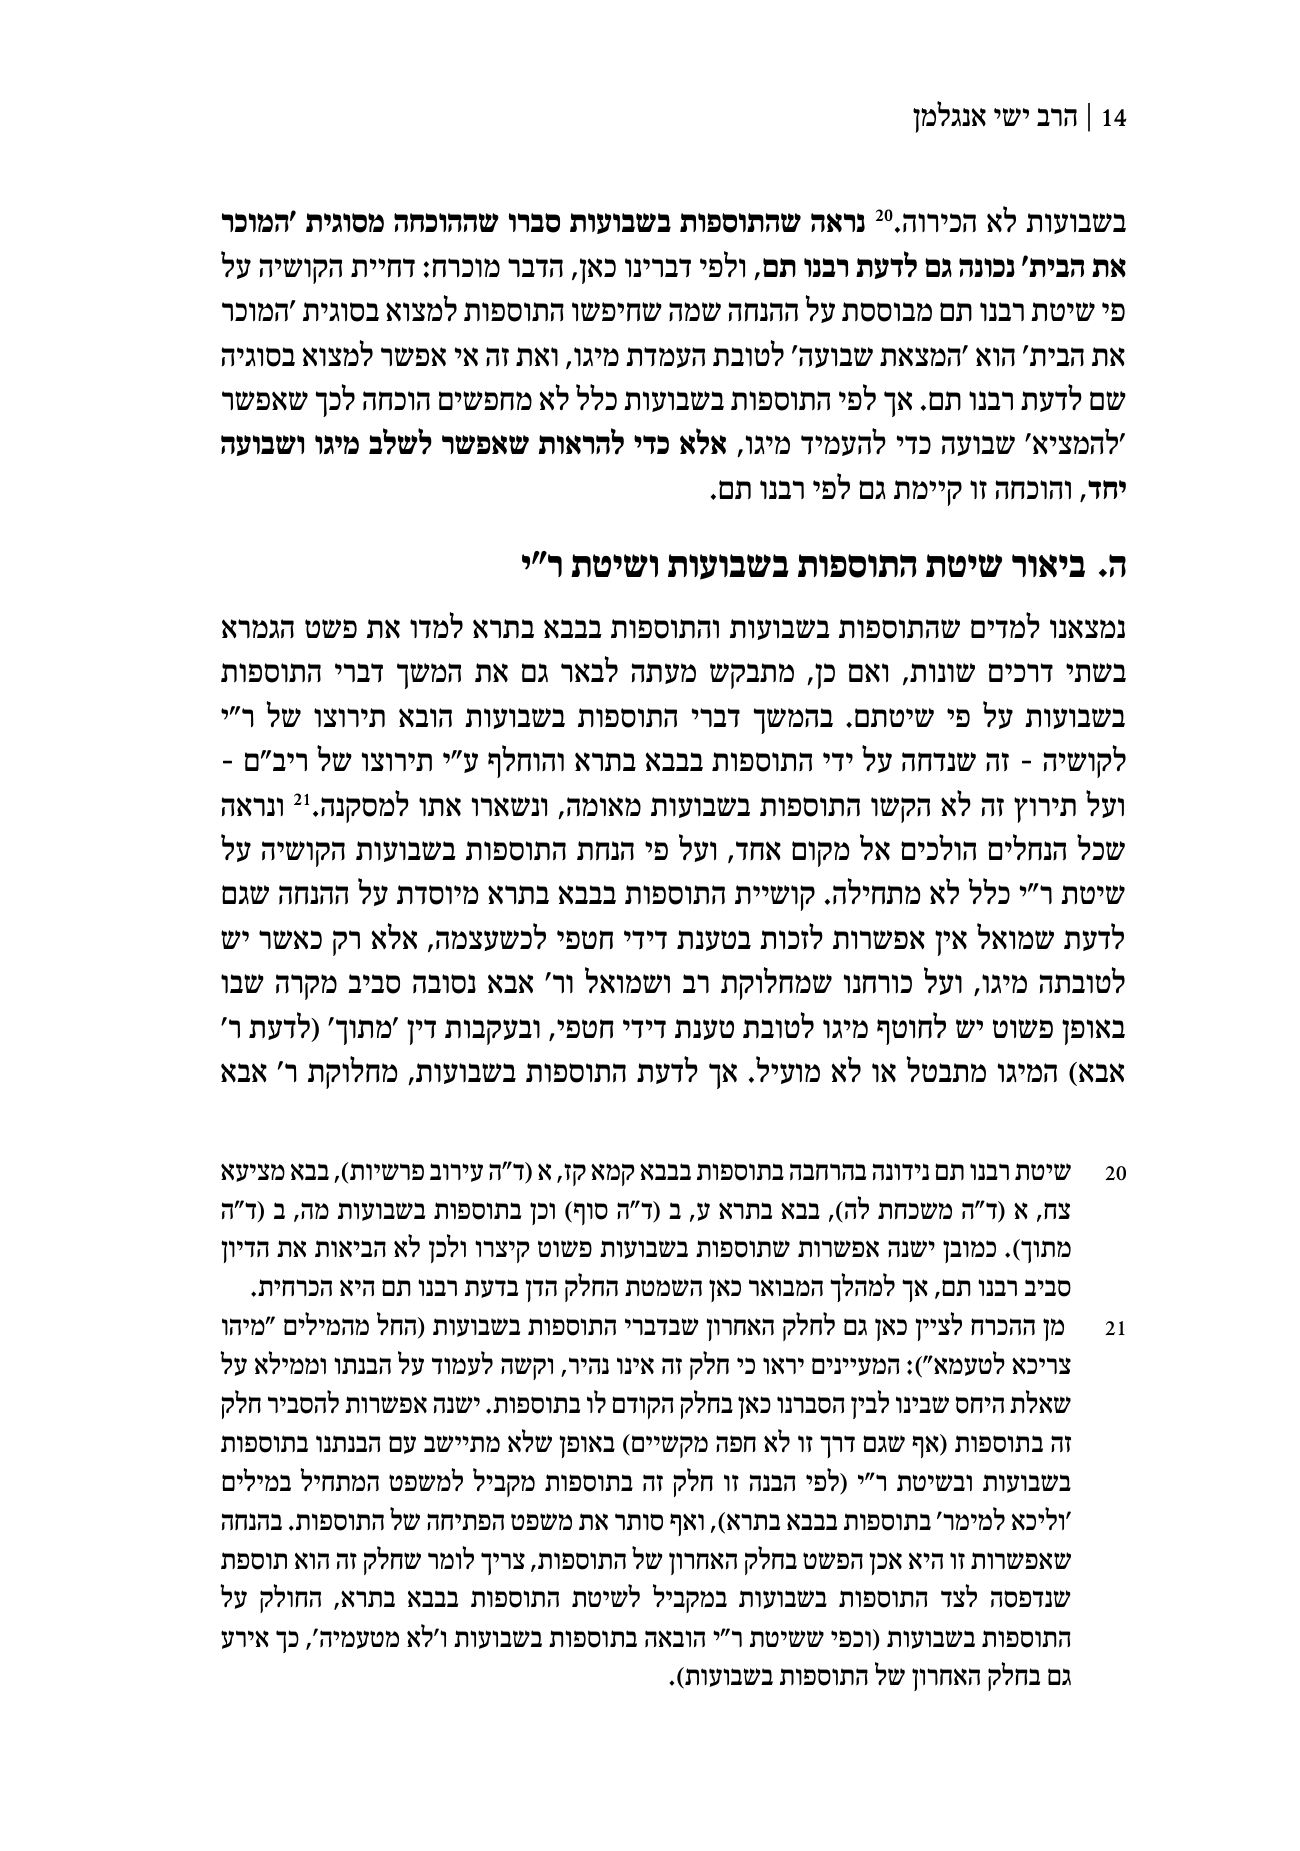 14 | הרב ישי אנגלמן
בשבועות לא הכירוה.20 נראה שהתוספות בשבועות סברו שההוכחה מסוגית 'המוכר
את הבית' נכונה גם לדעת רבנו תם, ולפי דברינו כאן, הדבר מוכרח: דחיית הקושיה על
פי שיטת רבנו תם מבוססת על ההנחה שמה שחיפשו התוספות למצוא בסוגית 'המוכר
את הבית' הוא 'המצאת שבועה' לטובת העמדת מיגו, ואת זה אי אפשר למצוא בסוגיה
שם לדעת רבנו תם. אך לפי התוספות בשבועות כלל לא מחפשים הוכחה לכך שאפשר
'להמציא' שבועה כדי להעמיד מיגו, אלא כדי להראות שאפשר לשלב מיגו ושבועה
יחד, והוכחה זו קיימת גם לפי רבנו תם.
ה. ביאור שיטת התוספות בשבועות ושיטת ר"י
נמצאנו למדים שהתוספות בשבועות והתוספות בבבא בתרא למדו את פשט הגמרא
בשתי דרכים שונות, ואם כן, מתבקש מעתה לבאר גם את המשך דברי התוספות
בשבועות על פי שיטתם. בהמשך דברי התוספות בשבועות הובא תירוצו של ר"י
לקושיה - זה שנדחה על ידי התוספות בבבא בתרא והוחלף ע"י תירוצו של ריב"ם -
ועל תירוץ זה לא הקשו התוספות בשבועות מאומה, ונשארו אתו למסקנה.21 ונראה
שכל הנחלים הולכים אל מקום אחד, ועל פי הנחת התוספות בשבועות הקושיה על
שיטת ר"י כלל לא מתחילה. קושיית התוספות בבבא בתרא מיוסדת על ההנחה שגם
לדעת שמואל אין אפשרות לזכות בטענת דידי חטפי לכשעצמה, אלא רק כאשר יש
לטובתה מיגו, ועל כורחנו שמחלוקת רב ושמואל ור' אבא נסובה סביב מקרה שבו
באופן פשוט יש לחוטף מיגו לטובת טענת דידי חטפי, ובעקבות דין 'מתוך' (לדעת ר'
אבא) המיגו מתבטל או לא מועיל. אך לדעת התוספות בשבועות, מחלוקת ר' אבא
20 שיטת רבנו תם נידונה בהרחבה בתוספות בבבא קמא קז, א (ד"ה עירוב פרשיות), בבא מציעא
צח, א (ד"ה משכחת לה), בבא בתרא ע, ב (ד"ה סוף) וכן בתוספות בשבועות מה, ב (ד"ה
מתוך). כמובן ישנה אפשרות שתוספות בשבועות פשוט קיצרו ולכן לא הביאות את הדיון
סביב רבנו תם, אך למהלך המבואר כאן השמטת החלק הדן בדעת רבנו תם היא הכרחית.
21 מן ההכרח לציין כאן גם לחלק האחרון שבדברי התוספות בשבועות (החל מהמילים "מיהו
צריכא לטעמא"): המעיינים יראו כי חלק זה אינו נהיר, וקשה לעמוד על הבנתו וממילא על
שאלת היחס שבינו לבין הסברנו כאן בחלק הקודם לו בתוספות. ישנה אפשרות להסביר חלק
זה בתוספות (אף שגם דרך זו לא חפה מקשיים) באופן שלא מתיישב עם הבנתנו בתוספות
בשבועות ובשיטת ר"י (לפי הבנה זו חלק זה בתוספות מקביל למשפט המתחיל במילים
'וליכא למימר' בתוספות בבבא בתרא), ואף סותר את משפט הפתיחה של התוספות. בהנחה
שאפשרות זו היא אכן הפשט בחלק האחרון של התוספות, צריך לומר שחלק זה הוא תוספת
שנדפסה לצד התוספות בשבועות במקביל לשיטת התוספות בבבא בתרא, החולק על
התוספות בשבועות (וכפי ששיטת ר"י הובאה בתוספות בשבועות ו'לא מטעמיה', כך אירע
גם בחלק האחרון של התוספות בשבועות).